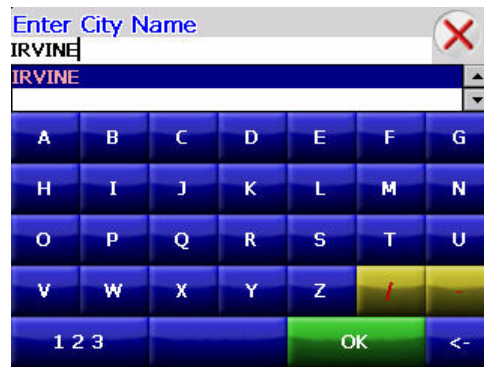 Enter City Name
IRVINE
IRVINE
A B C D E F G
H I J K L M N
O P Q R S T U
V W X Y Z / -
1 2 3 OK <-